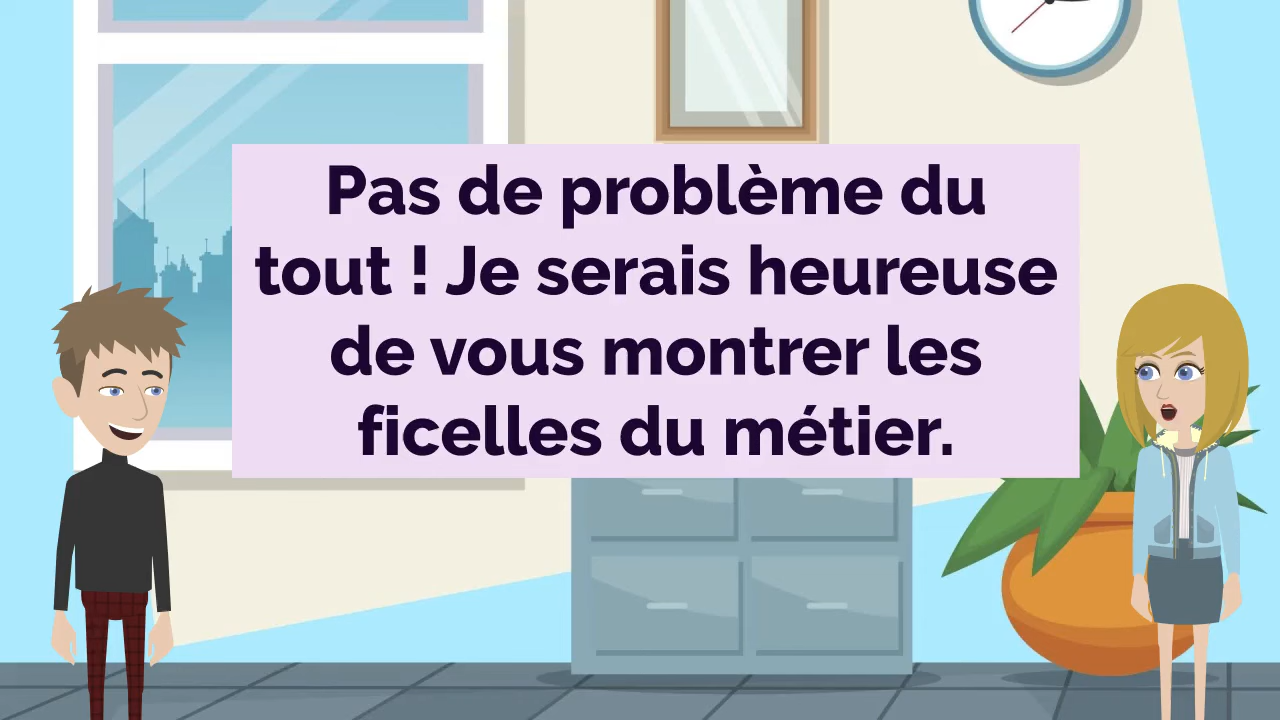 Pas de problème du
tout ! Je serais heureuse
de vous montrer les
ficelles du métier.